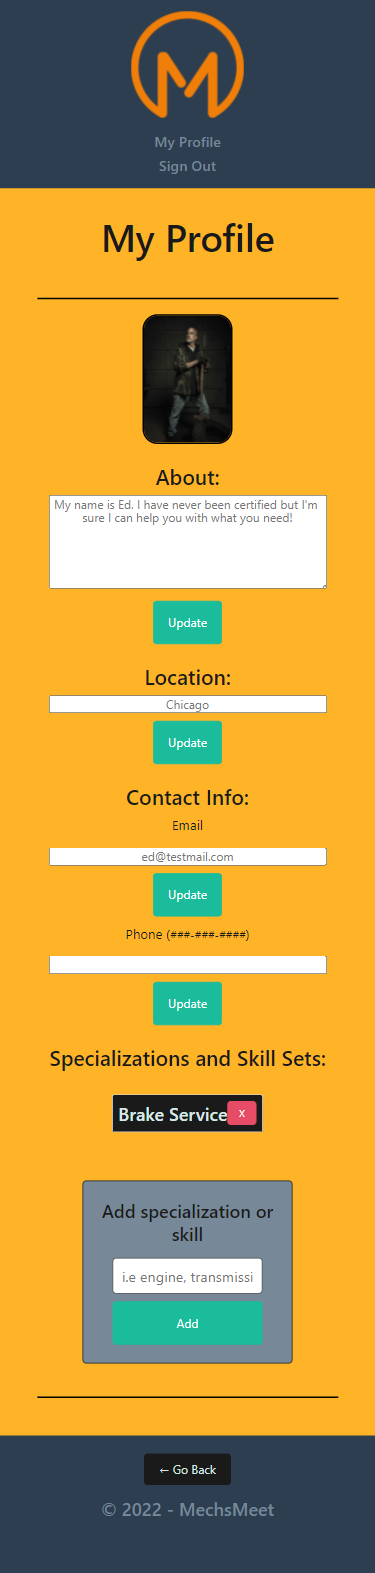 My Profile
Sign Out
My Profile
About:
My name is Ed. I have never been certified but I'm
sure I can help you with what you need!
Update
Location:
Chicago
Update
Contact Info:
Email
ed@testmail.com
Update
Phone (###-###-####)
Update
Specializations and Skill Sets:
Brake Service x
Add specialization or
skill
i.e engine, transmissi
Add
← Go Back
© 2022 - MechsMeet